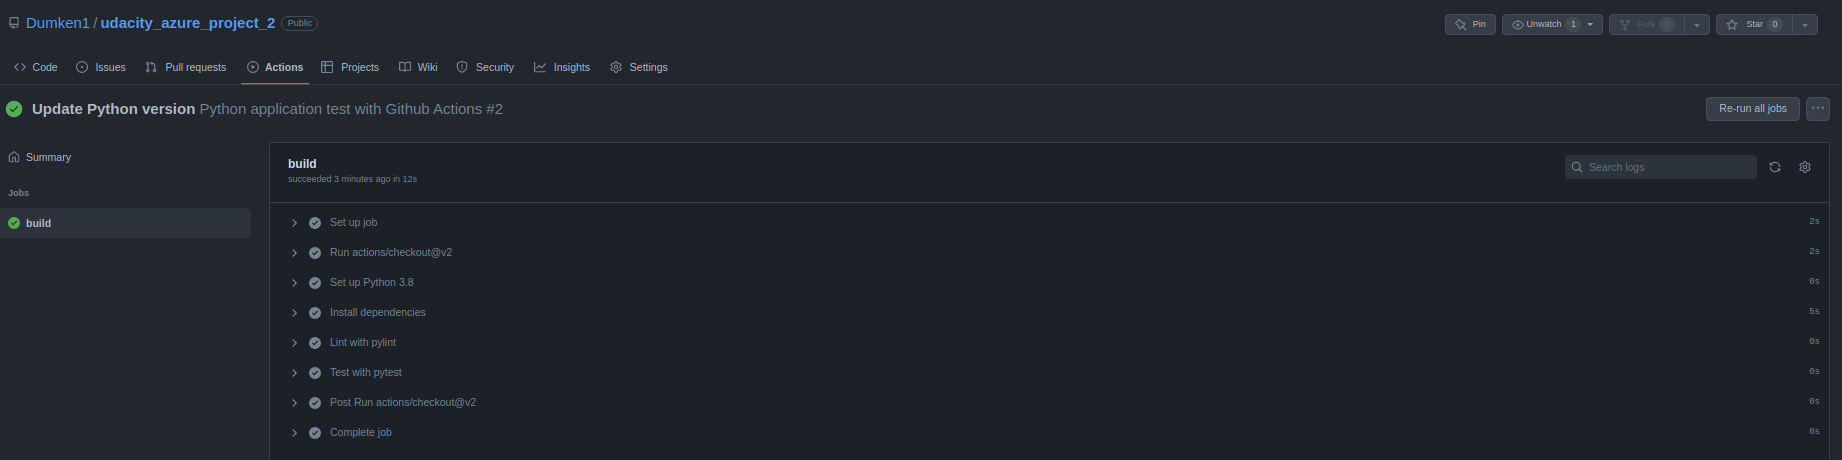 Dumken1 / udacity_azure_project_2 Public
Pin Unwatch 1 Fork 0 Star 0
Code Issues Pull requests Actions Projects Wiki Security Insights Settings
Update Python version Python application test with Github Actions #2
Re-run all jobs
Summary
Jobs
build
build
succeeded 3 minutes ago in 12s
Search logs
Set up job 2s
Run actions/checkout@v2 2s
Set up Python 3.8 0s
Install dependencies 5s
Lint with pylint 0s
Test with pytest 0s
Post Run actions/checkout@v2 0s
Complete job 0s